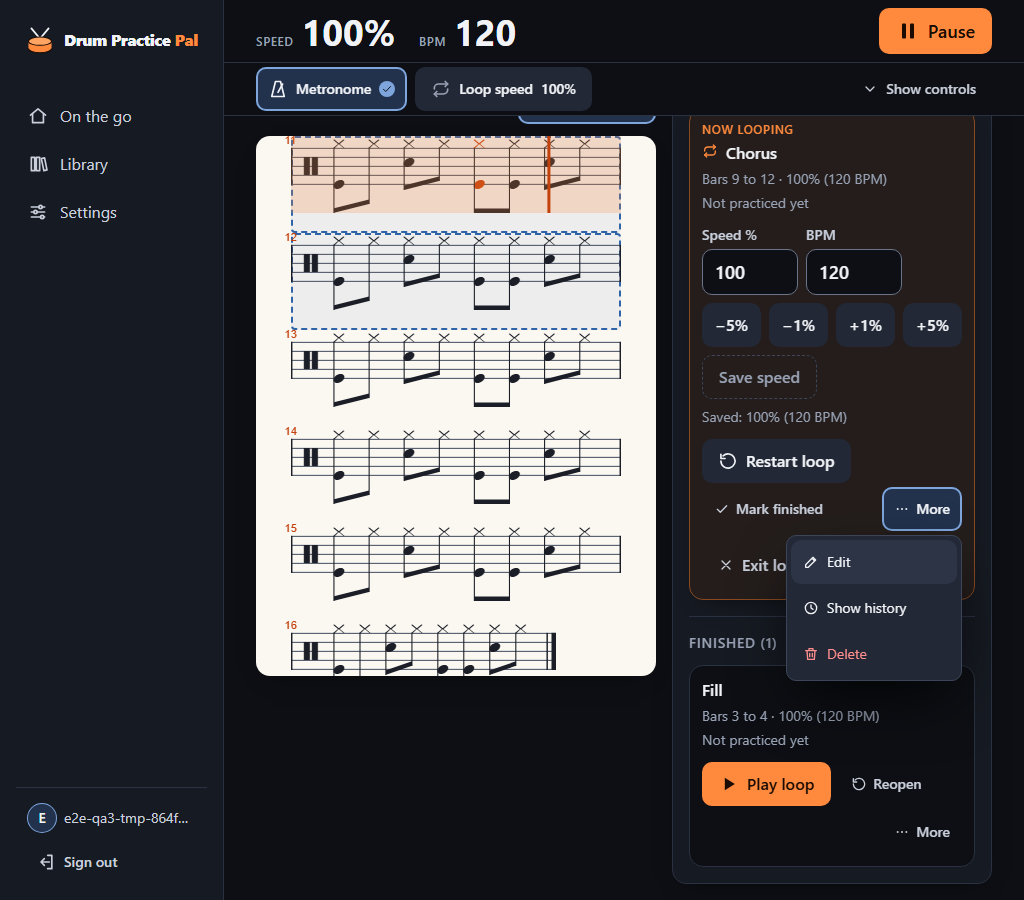 Drum Practice Pal
On the go
Library
Settings
e2e-qa3-tmp-864f...
E
Sign out
SPEED 100% BPM 120
Pause
Metronome
Loop speed 100%
Show controls
12
13
14
15
16
NOW LOOPING
Chorus
Bars 9 to 12 · 100% (120 BPM)
Not practiced yet
Speed % BPM
100 120
−5% −1% +1% +5%
Save speed
Saved: 100% (120 BPM)
Restart loop
Mark finished
··· More
Exit lo
Edit
Show history
Delete
FINISHED (1)
Fill
Bars 3 to 4 · 100% (120 BPM)
Not practiced yet
Play loop
Reopen
··· More